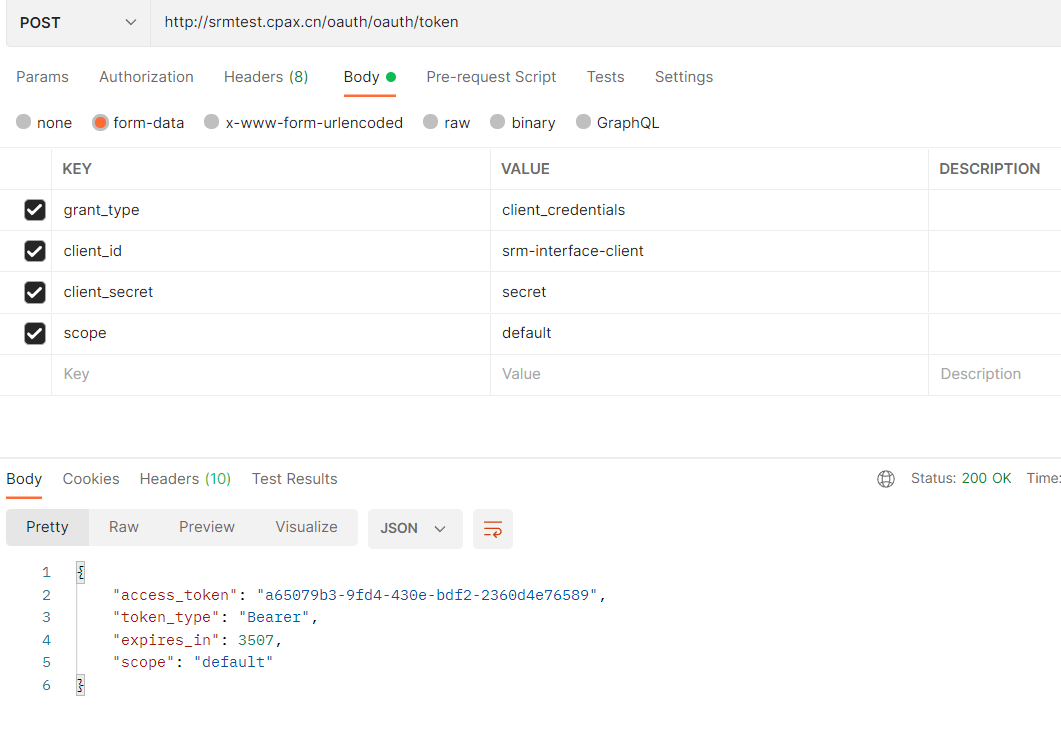 POST http://srmtest.cpax.cn/oauth/oauth/token
Params Authorization Headers (8) Body Pre-request Script Tests Settings
none form-data x-www-form-urlencoded raw binary GraphQL
KEY VALUE DESCRIPTION
grant_type client_credentials
client_id srm-interface-client
client_secret secret
scope default
Key Value Description
Body Cookies Headers (10) Test Results Status: 200 OK Time:
Pretty Raw Preview Visualize JSON
1 {
2 "access_token": "a65079b3-9fd4-430e-bdf2-2360d4e76589",
3 "token_type": "Bearer",
4 "expires_in": 3507,
5 "scope": "default"
6 }